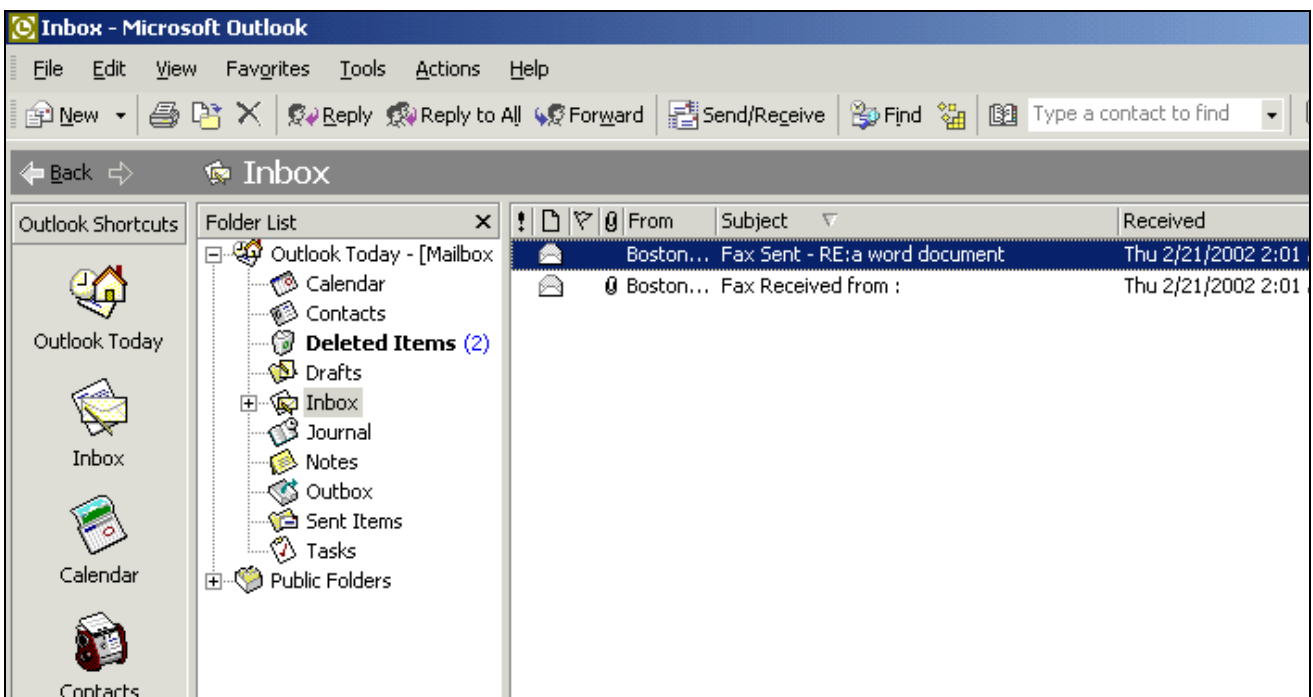 Inbox - Microsoft Outlook
File Edit View Favorites Tools Actions Help
New Reply Reply to All Forward Send/Receive Find Type a contact to find
Back Inbox
Outlook Shortcuts
Outlook Today
Inbox
Calendar
Contacts
Folder List
Outlook Today - [Mailbox
Calendar
Contacts
Deleted Items (2)
Drafts
Inbox
Journal
Notes
Outbox
Sent Items
Tasks
Public Folders
! From Subject Received
Boston... Fax Sent - RE:a word document Thu 2/21/2002 2:01
Boston... Fax Received from : Thu 2/21/2002 2:01